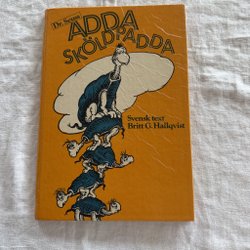 Dr. Seuss
ADDA
SKÖLDPADDA
Svensk text
Britt G. Hallqvist